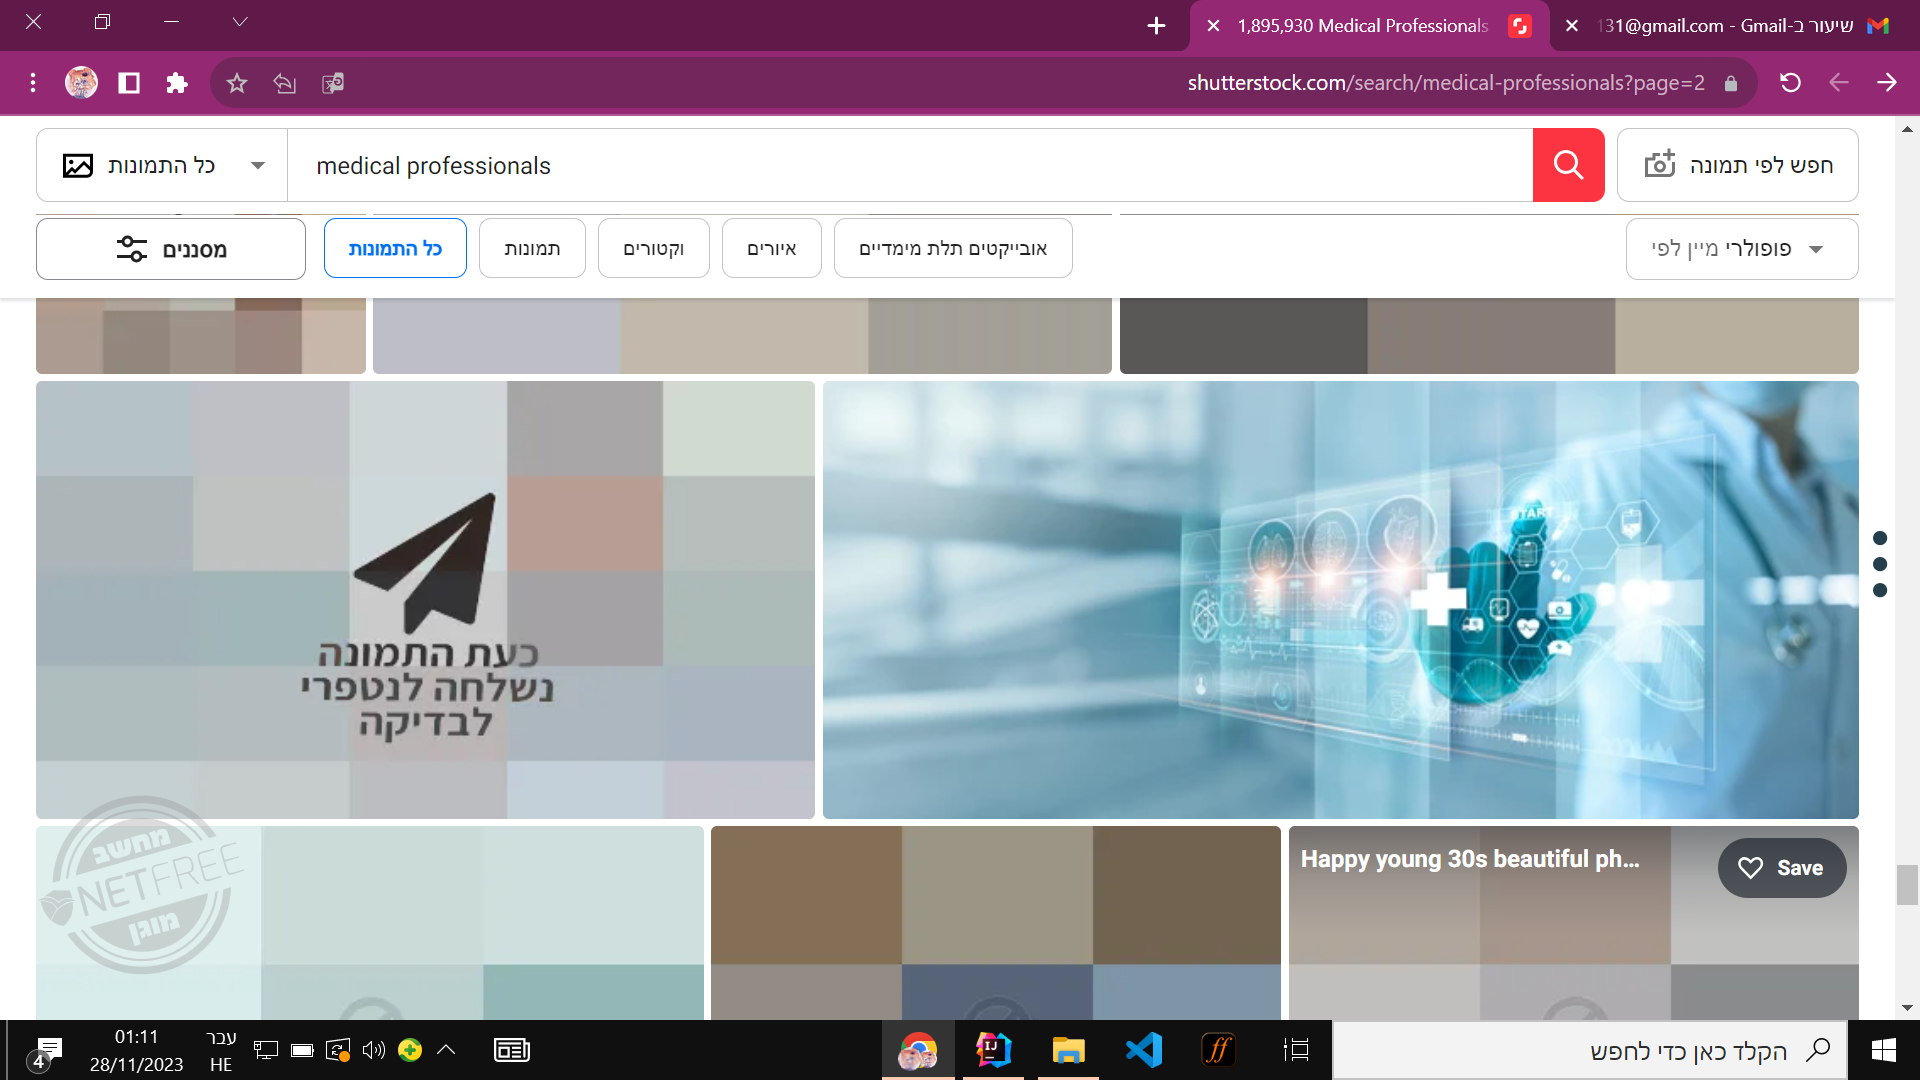 1,895,930 Medical Professionals
שיעור ב-131@gmail.com - Gmail
shutterstock.com/search/medical-professionals?page=2
כל התמונות
medical professionals
חפש לפי תמונה
מסננים
כל התמונות
תמונות
וקטורים
איורים
אובייקטים תלת מימדיים
מיין לפי פופולרי
START
כעת התמונה
נשלחה לנטפרי
לבדיקה
מחשב
NETFREE
מוגן
Happy young 30s beautiful ph...
Save
4
01:11
28/11/2023
עבר
HE
IJ
ff
הקלד כאן כדי לחפש